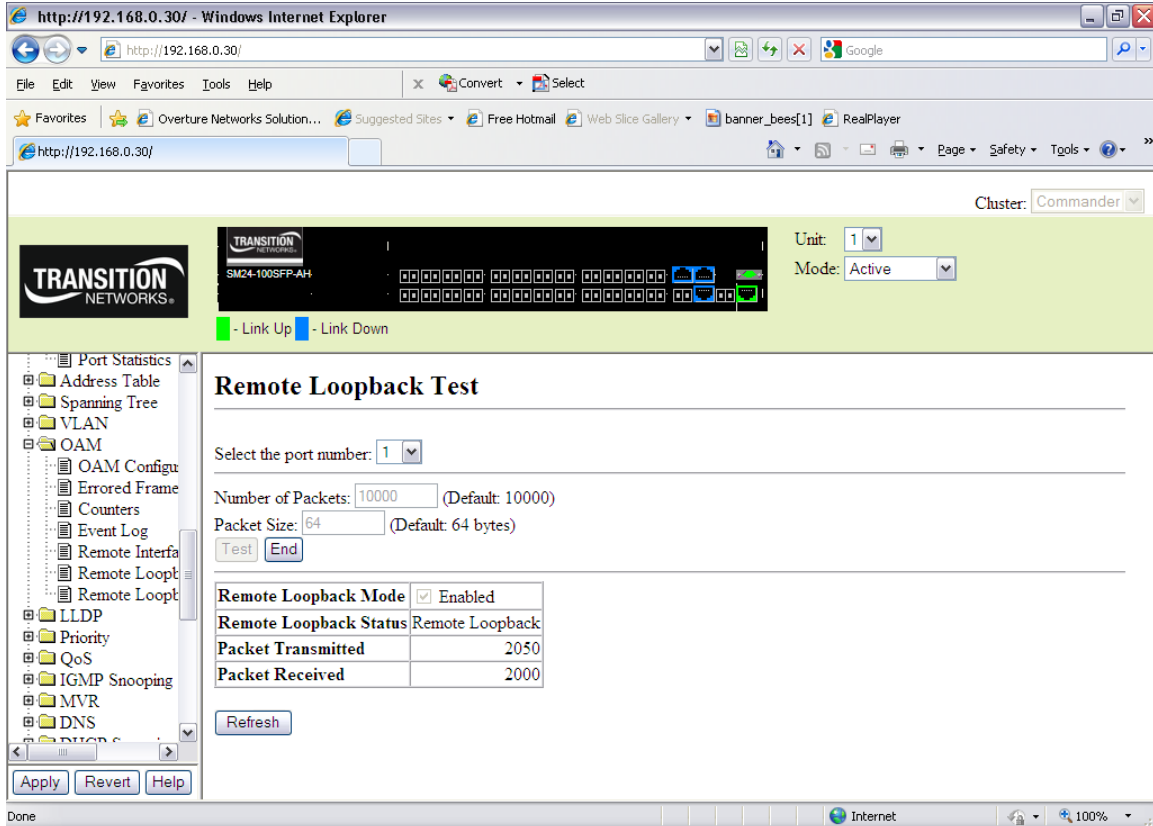 http://192.168.0.30/ - Windows Internet Explorer
http://192.168.0.30/
Google
File Edit View Favorites Tools Help
x Convert Select
Favorites Overture Networks Solution... Suggested Sites Free Hotmail Web Slice Gallery banner_bees[1] RealPlayer
http://192.168.0.30/
Page Safety Tools »
Cluster: Commander
TRANSITION
NETWORKS®
TRANSITION
NETWORKS
SM24-100SFP-AH
Unit: 1
Mode: Active
- Link Up - Link Down
Port Statistics
Address Table
Spanning Tree
VLAN
OAM
OAM Configu
Errored Frame
Counters
Event Log
Remote Interfa
Remote Loopb
Remote Loopb
LLDP
Priority
QoS
IGMP Snooping
MVR
DNS
Apply Revert Help
Remote Loopback Test
Select the port number: 1
Number of Packets: 10000 (Default: 10000)
Packet Size: 64 (Default: 64 bytes)
Test End
Remote Loopback Mode Enabled
Remote Loopback Status Remote Loopback
Packet Transmitted 2050
Packet Received 2000
Refresh
Done Internet 100%